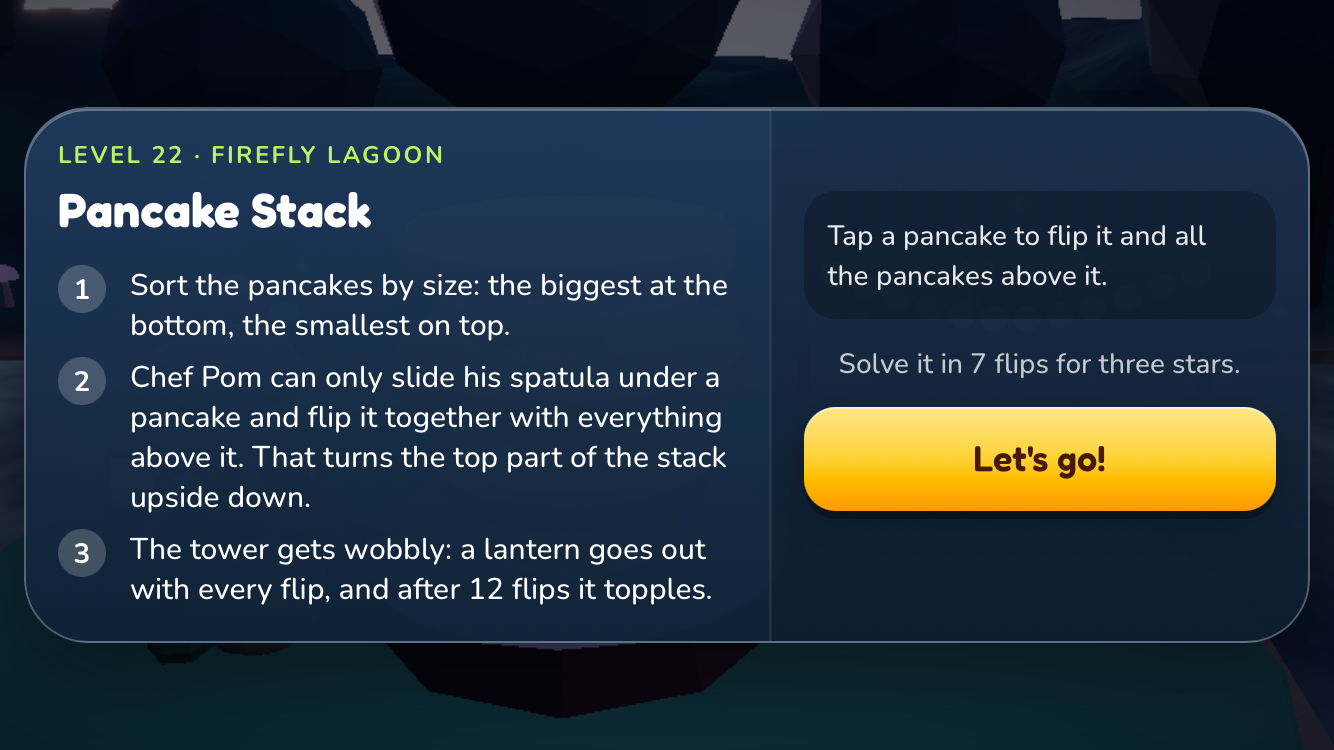 LEVEL 22 · FIREFLY LAGOON
Pancake Stack
1
Sort the pancakes by size: the biggest at the
bottom, the smallest on top.
2
Chef Pom can only slide his spatula under a
pancake and flip it together with everything
above it. That turns the top part of the stack
upside down.
3
The tower gets wobbly: a lantern goes out
with every flip, and after 12 flips it topples.
Tap a pancake to flip it and all
the pancakes above it.
Solve it in 7 flips for three stars.
Let's go!